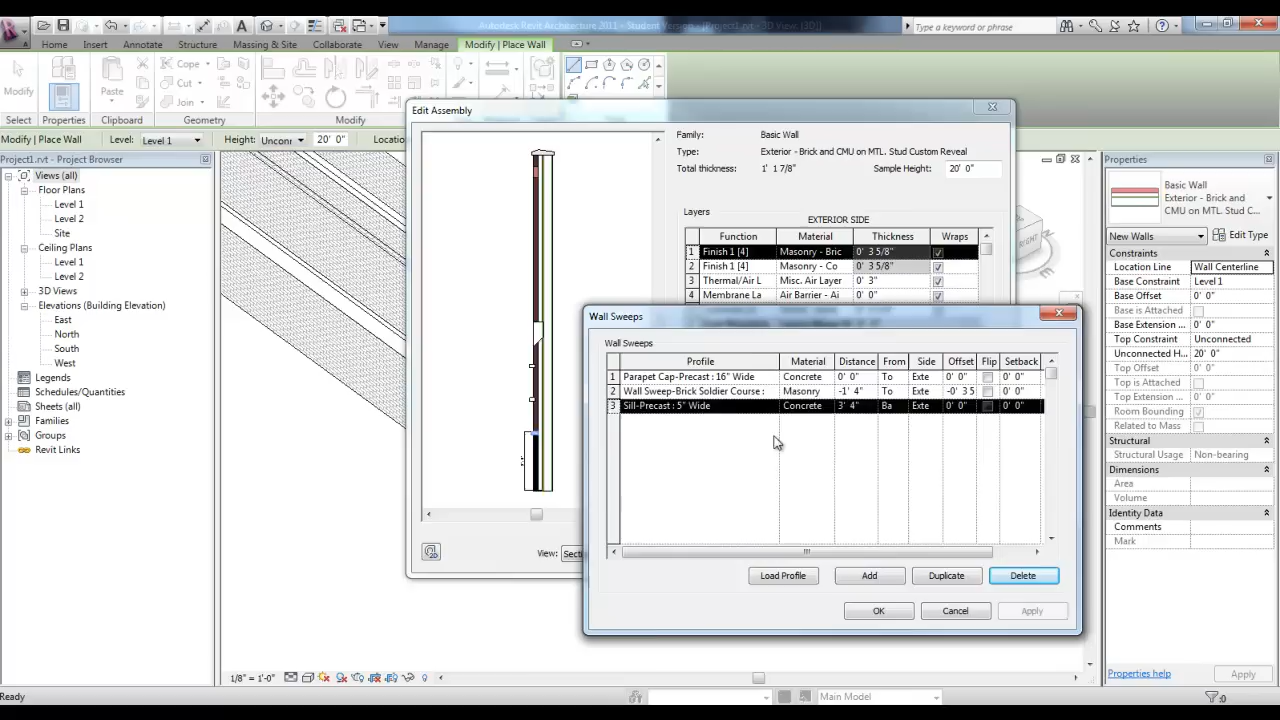 Autodesk Revit Architecture 2011 - Student Version - [Project1.rvt - 3D View: {3D}]
Type a keyword or phrase
Home Insert Annotate Structure Massing & Site Collaborate View Manage Modify | Place Wall
Cope
Cut
Modify Paste Join
Select Properties Clipboard Geometry Modify
Modify | Place Wall Level: Level 1 Height: Unconn 20' 0" Locatio
Project1.rvt - Project Browser
Views (all)
Floor Plans
Level 1
Level 2
Site
Ceiling Plans
Level 1
Level 2
3D Views
Elevations (Building Elevation)
East
North
South
West
Legends
Schedules/Quantities
Sheets (all)
Families
Groups
Revit Links
Edit Assembly
Family: Basic Wall
Type: Exterior - Brick and CMU on MTL. Stud Custom Reveal
Total thickness: 1' 1 7/8" Sample Height: 20' 0"
Layers
EXTERIOR SIDE
Function Material Thickness Wraps
1 Finish 1 [4] Masonry - Bric 0' 3 5/8"
2 Finish 1 [4] Masonry - Co 0' 3 5/8"
3 Thermal/Air L Misc. Air Layer 0' 3"
4 Membrane La Air Barrier - Ai 0' 0"
View: Secti
Wall Sweeps
Wall Sweeps
Profile Material Distance From Side Offset Flip Setback
1 Parapet Cap-Precast : 16" Wide Concrete 0' 0" To Exte 0' 0" 0' 0"
2 Wall Sweep-Brick Soldier Course : Masonry -1' 4" To Exte -0' 3 5 0' 0"
3 Sill-Precast : 5" Wide Concrete 3' 4" Ba Exte 0' 0" 0' 0"
Load Profile Add Duplicate Delete
OK Cancel Apply
RIGHT
Properties
Basic Wall
Exterior - Brick and
CMU on MTL. Stud C...
New Walls Edit Type
Constraints
Location Line Wall Centerline
Base Constraint Level 1
Base Offset 0' 0"
Base is Attached
Base Extension ... 0' 0"
Top Constraint Unconnected
Unconnected H... 20' 0"
Top Offset 0' 0"
Top is Attached
Top Extension ... 0' 0"
Room Bounding
Related to Mass
Structural
Structural Usage Non-bearing
Dimensions
Area
Volume
Identity Data
Comments
Mark
Properties help Apply
1/8" = 1'-0"
Ready
:0 Main Model :0